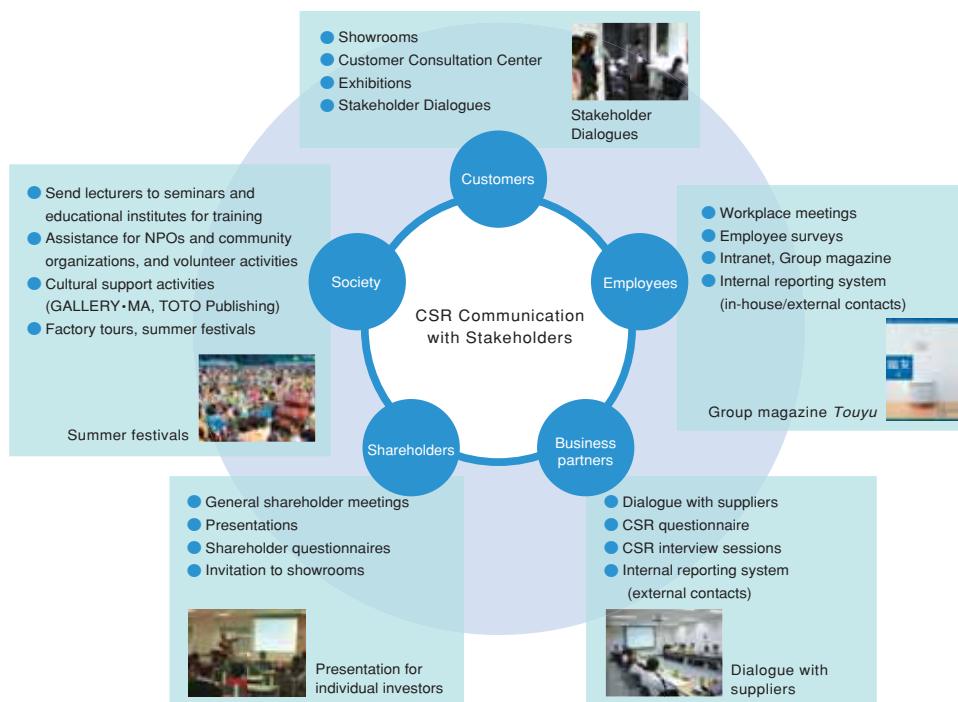 ● Showrooms
● Customer Consultation Center
● Exhibitions
● Stakeholder Dialogues
Stakeholder
Dialogues
Customers
● Send lecturers to seminars and
educational institutes for training
● Assistance for NPOs and community
organizations, and volunteer activities
● Cultural support activities
(GALLERY・MA, TOTO Publishing)
● Factory tours, summer festivals
Summer festivals
Society
CSR Communication
with Stakeholders
Employees
● Workplace meetings
● Employee surveys
● Intranet, Group magazine
● Internal reporting system
(in-house/external contacts)
Group magazine Touyu
Shareholders
Business
partners
● General shareholder meetings
● Presentations
● Shareholder questionnaires
● Invitation to showrooms
Presentation for
individual investors
● Dialogue with suppliers
● CSR questionnaire
● CSR interview sessions
● Internal reporting system
(external contacts)
Dialogue with
suppliers